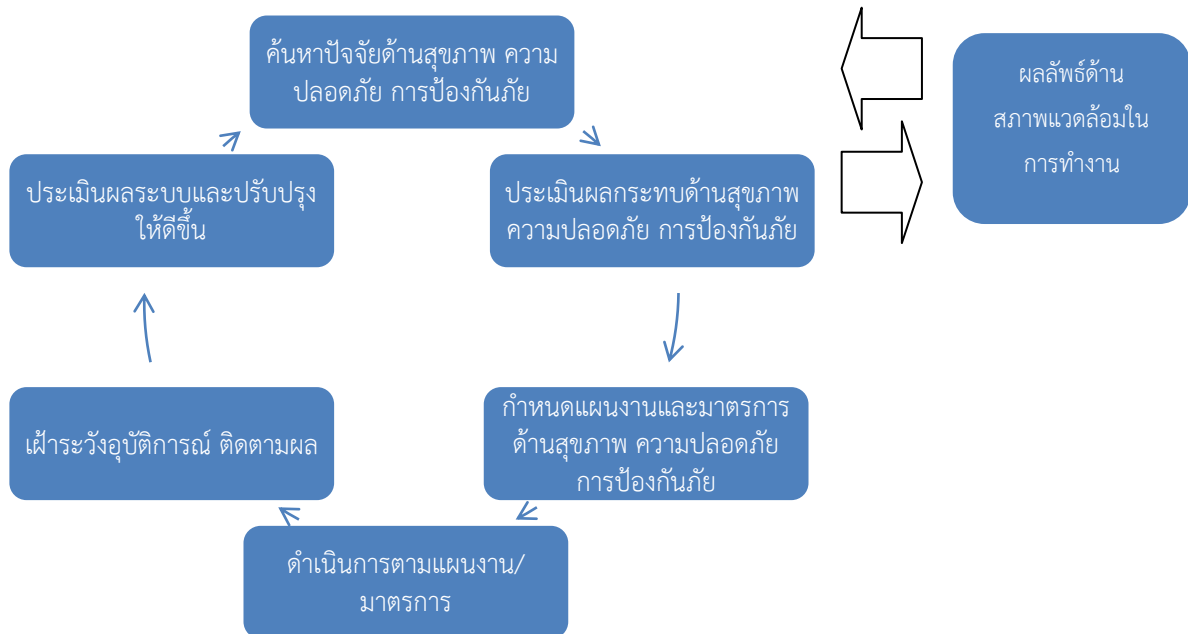 ค้นหาปัจจัยด้านสุขภาพ ความ
ปลอดภัย การป้องกันภัย
ประเมินผลกระทบด้านสุขภาพ
ความปลอดภัย การป้องกันภัย
กำหนดแผนงานและมาตรการ
ด้านสุขภาพ ความปลอดภัย
การป้องกันภัย
ดำเนินการตามแผนงาน/
มาตรการ
เฝ้าระวังอุบัติการณ์ ติดตามผล
ประเมินผลระบบและปรับปรุง
ให้ดีขึ้น
ผลลัพธ์ด้าน
สภาพแวดล้อมใน
การทำงาน